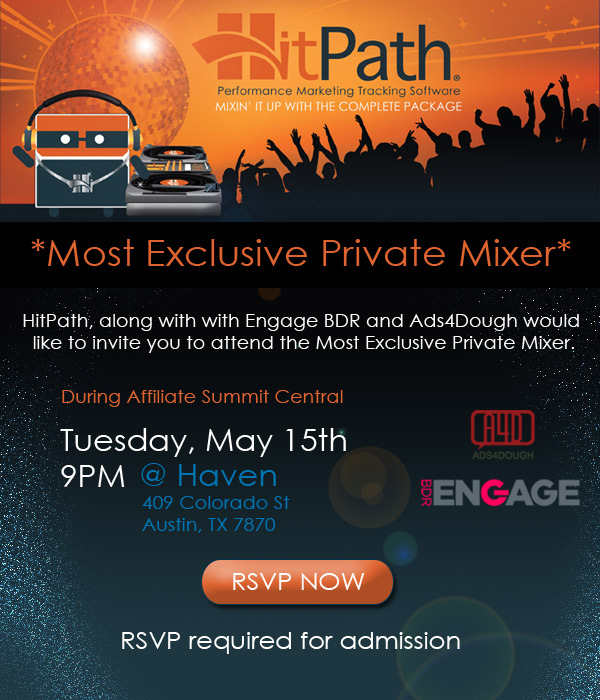 HitPath®
Performance Marketing Tracking Software
MIXIN' IT UP WITH THE COMPLETE PACKAGE
*Most Exclusive Private Mixer*
HitPath, along with with Engage BDR and Ads4Dough would
like to invite you to attend the Most Exclusive Private Mixer.
During Affiliate Summit Central
Tuesday, May 15th
9PM @ Haven
409 Colorado St
Austin, TX 7870
A4D
ADS4DOUGH
BDR ENGAGE
RSVP NOW
RSVP required for admission